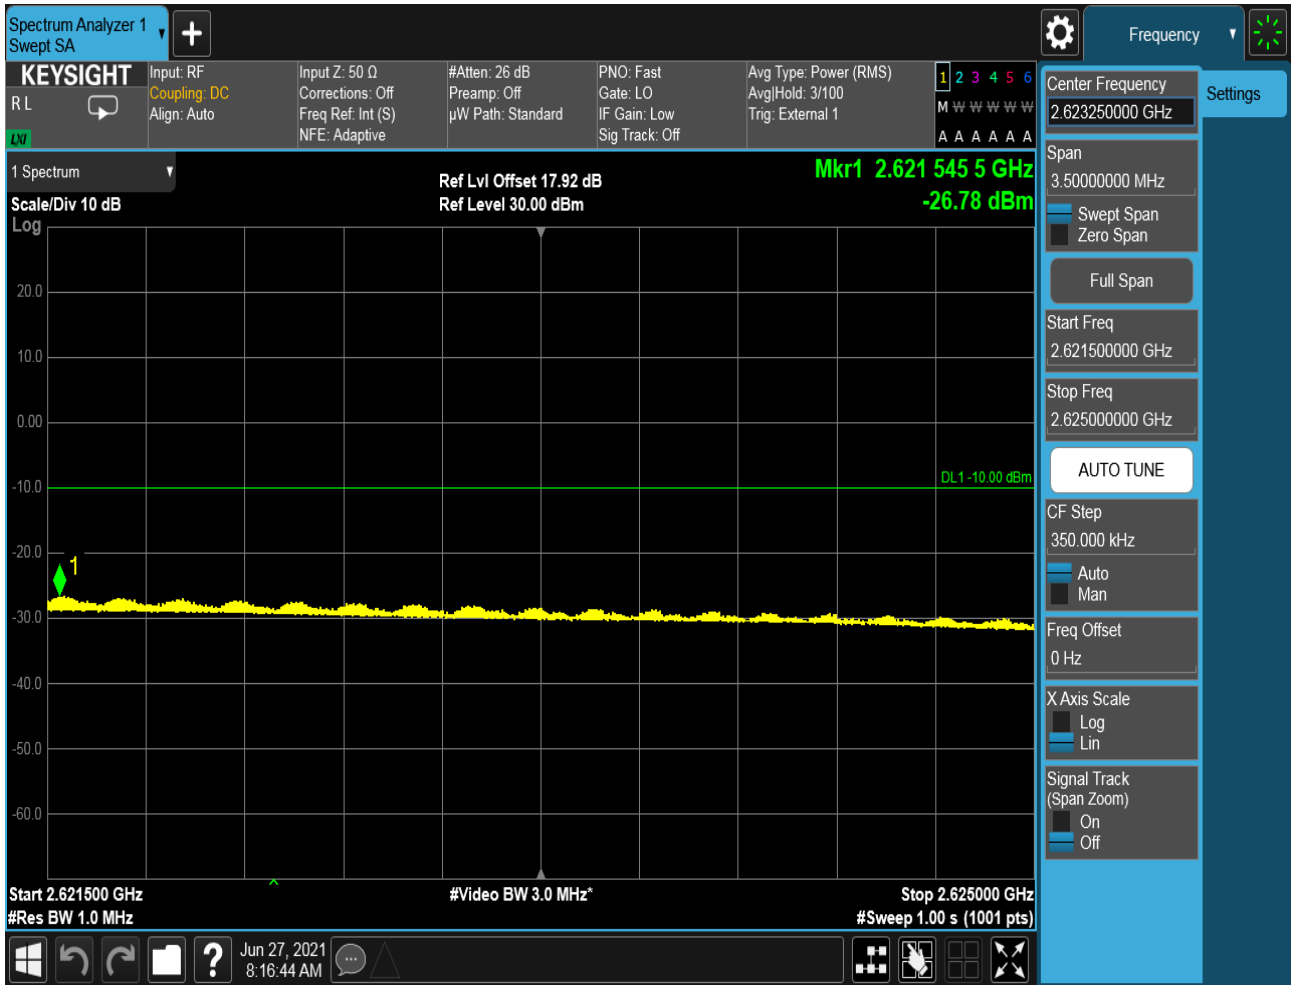 Spectrum Analyzer 1
Swept SA
Frequency
KEYSIGHT
R L
LXI
Input: RF
Coupling: DC
Align: Auto
Input Z: 50 Ω
Corrections: Off
Freq Ref: Int (S)
NFE: Adaptive
#Atten: 26 dB
Preamp: Off
µW Path: Standard
PNO: Fast
Gate: LO
IF Gain: Low
Sig Track: Off
Avg Type: Power (RMS)
Avg|Hold: 3/100
Trig: External 1
1 2 3 4 5 6
M W W W W W
A A A A A A
1 Spectrum
Scale/Div 10 dB
Log
Ref Lvl Offset 17.92 dB
Ref Level 30.00 dBm
Mkr1 2.621 545 5 GHz
-26.78 dBm
20.0
10.0
0.00
-10.0
DL1 -10.00 dBm
-20.0
1
-30.0
-40.0
-50.0
-60.0
Start 2.621500 GHz
#Res BW 1.0 MHz
#Video BW 3.0 MHz*
Stop 2.625000 GHz
#Sweep 1.00 s (1001 pts)
Center Frequency
2.623250000 GHz
Settings
Span
3.50000000 MHz
Swept Span
Zero Span
Full Span
Start Freq
2.621500000 GHz
Stop Freq
2.625000000 GHz
AUTO TUNE
CF Step
350.000 kHz
Auto
Man
Freq Offset
0 Hz
X Axis Scale
Log
Lin
Signal Track
(Span Zoom)
On
Off
?
Jun 27, 2021
8:16:44 AM